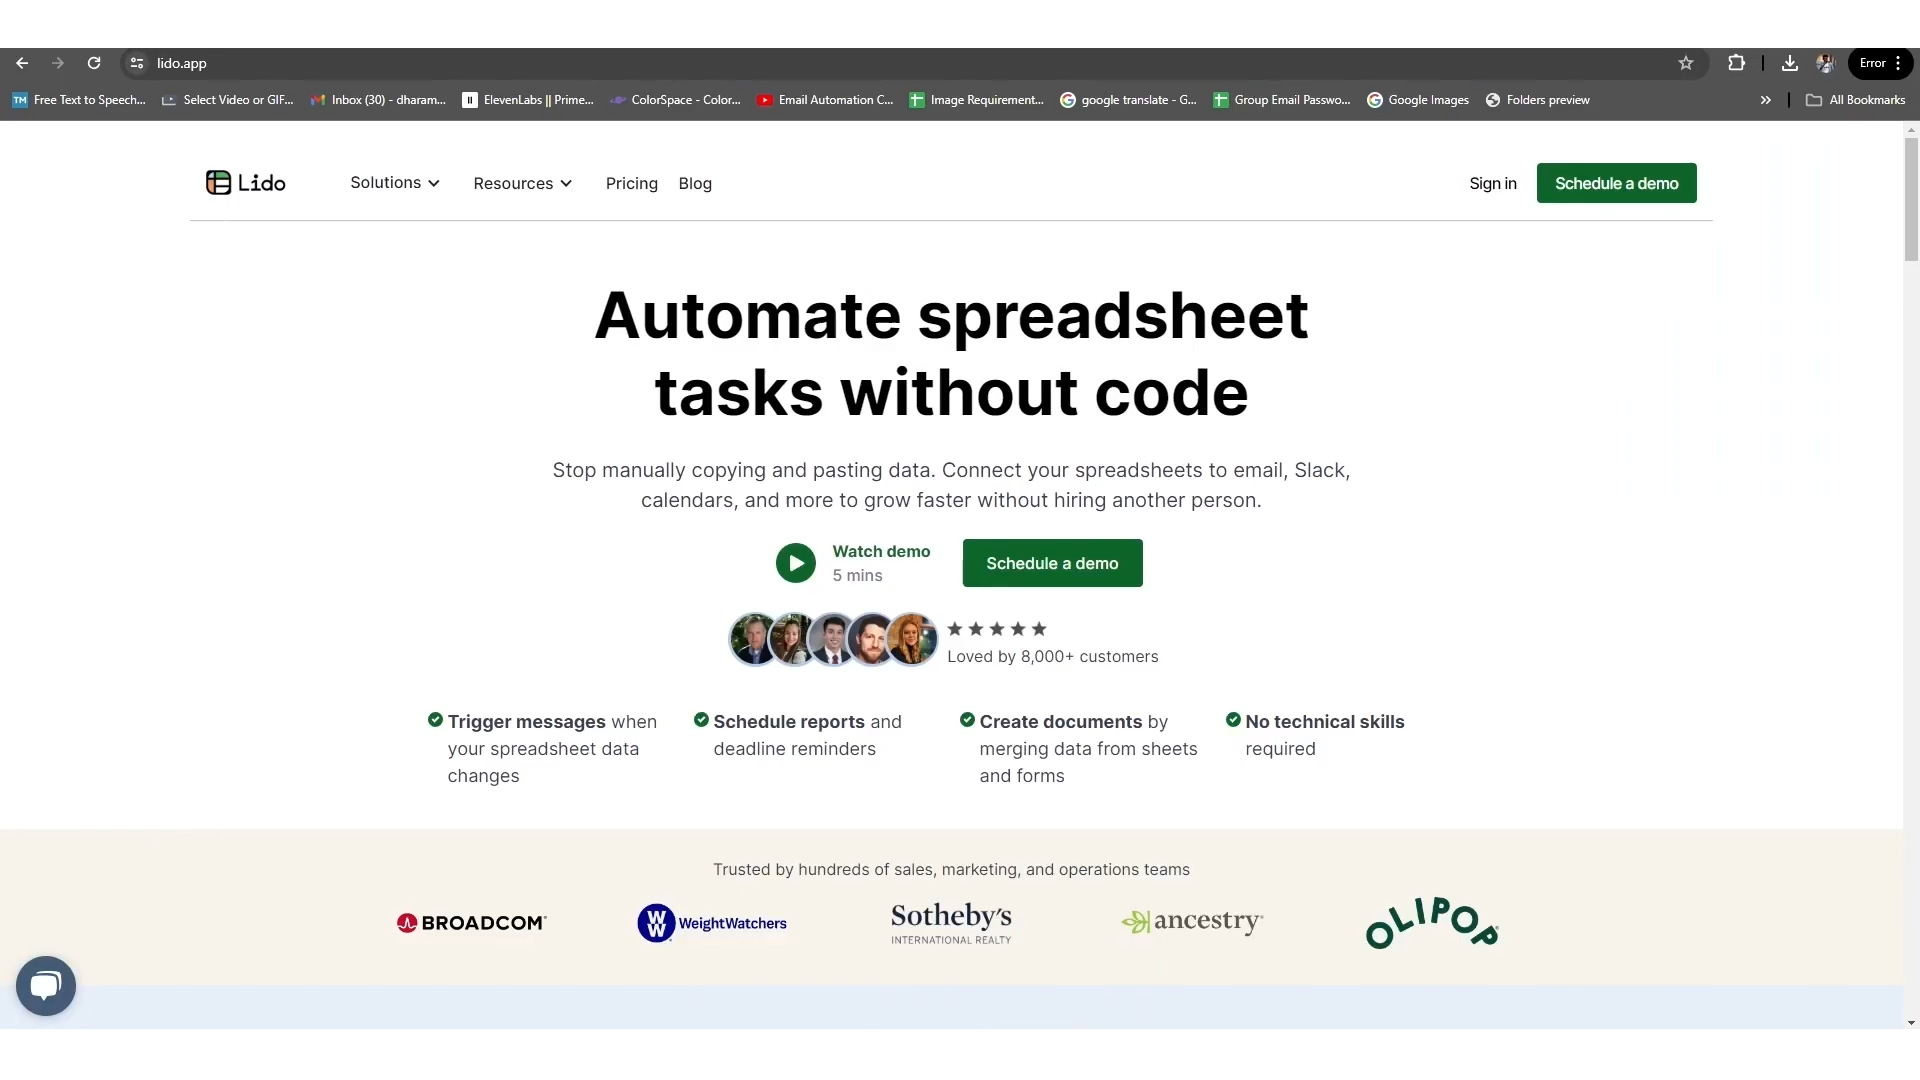 lido.app
Error
TM Free Text to Speech...
Select Video or GIF...
Inbox (30) - dharam...
ElevenLabs || Prime...
ColorSpace - Color...
Email Automation C...
Image Requirement...
google translate - G...
Group Email Passwo...
Google Images
Folders preview
All Bookmarks
Lido
Solutions
Resources
Pricing
Blog
Sign in
Schedule a demo
Automate spreadsheet
tasks without code
Stop manually copying and pasting data. Connect your spreadsheets to email, Slack,
calendars, and more to grow faster without hiring another person.
Watch demo
5 mins
Schedule a demo
Loved by 8,000+ customers
Trigger messages when
your spreadsheet data
changes
Schedule reports and
deadline reminders
Create documents by
merging data from sheets
and forms
No technical skills
required
Trusted by hundreds of sales, marketing, and operations teams
BROADCOM
WW WeightWatchers
Sotheby's
INTERNATIONAL REALTY
ancestry
OLIPOP